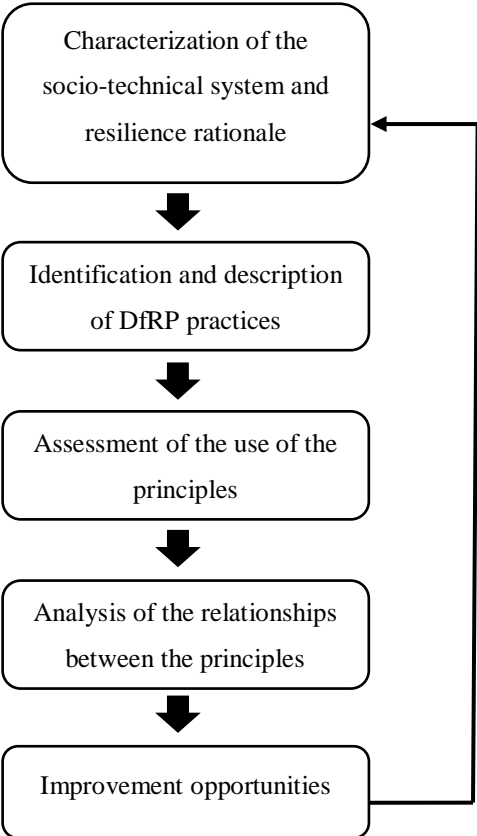 Characterization of the
socio-technical system and
resilience rationale
Identification and description
of DfRP practices
Assessment of the use of the
principles
Analysis of the relationships
between the principles
Improvement opportunities